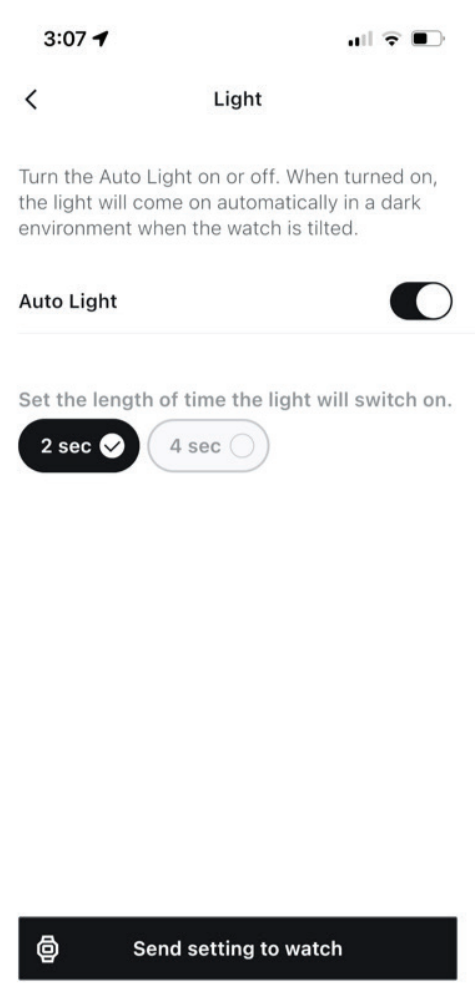 3:07
Light
Turn the Auto Light on or off. When turned on,
the light will come on automatically in a dark
environment when the watch is tilted.
Auto Light
Set the length of time the light will switch on.
2 sec 4 sec
Send setting to watch